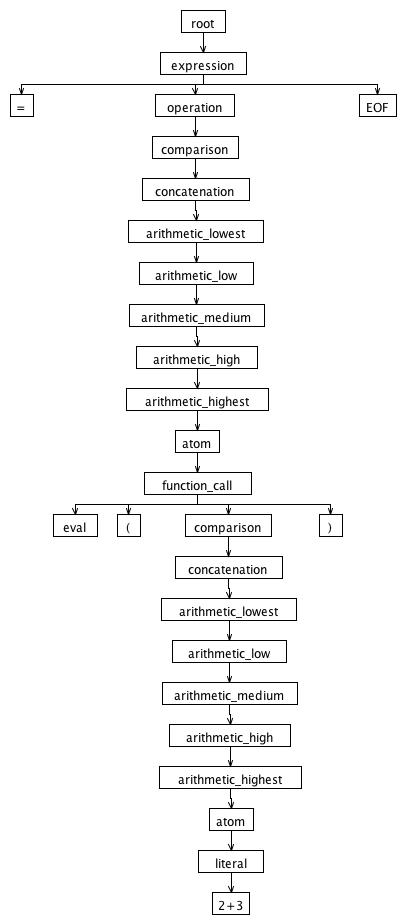 root
expression
= operation EOF
comparison
concatenation
arithmetic_lowest
arithmetic_low
arithmetic_medium
arithmetic_high
arithmetic_highest
atom
function_call
eval ( comparison )
concatenation
arithmetic_lowest
arithmetic_low
arithmetic_medium
arithmetic_high
arithmetic_highest
atom
literal
2+3